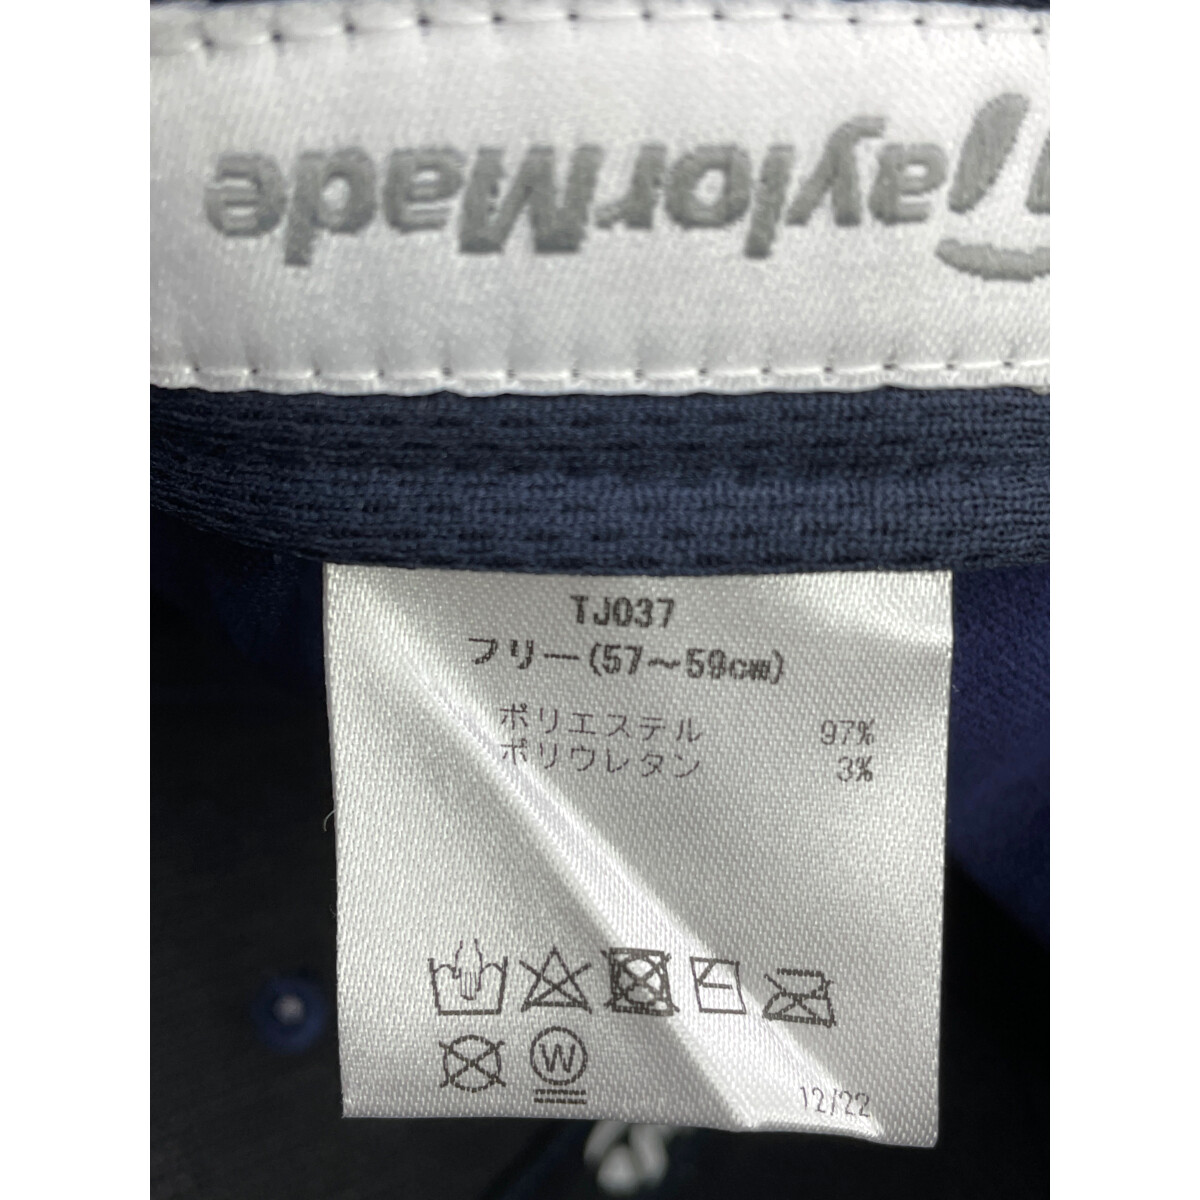 TaylorMade
TJ037
フリー(57～59cm)
ポリエステル 97%
ポリウレタン 3%
W
12/22